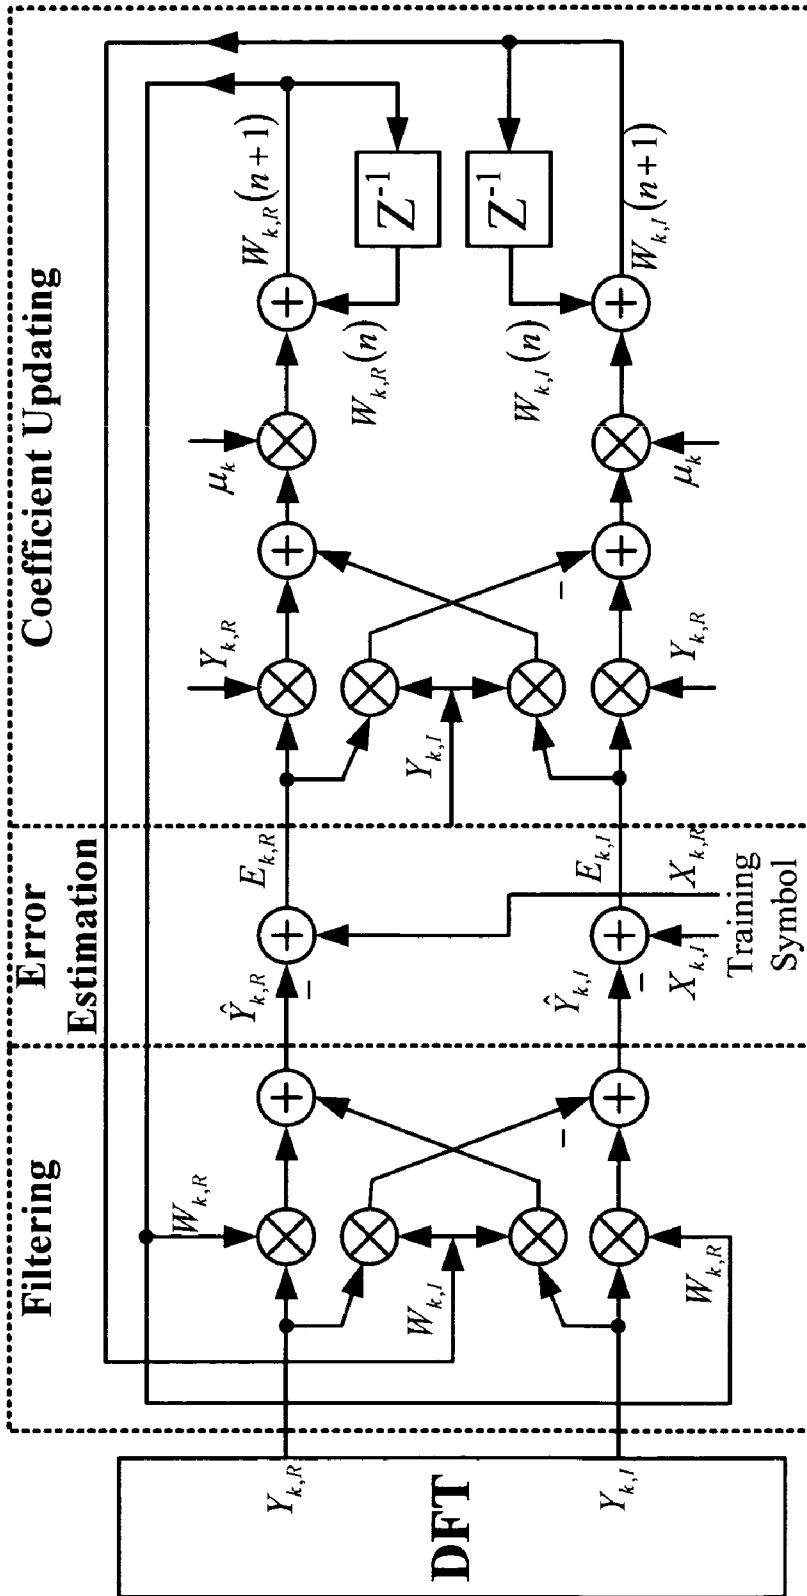 DFT
Y_{k,R}
Y_{k,I}
Filtering
W_{k,R}
W_{k,I}
W_{k,R}
-
Error
Estimation
Ŷ_{k,R}
-
E_{k,R}
Ŷ_{k,I}
-
E_{k,I}
X_{k,I}
X_{k,R}
Training
Symbol
Coefficient Updating
Y_{k,R}
Y_{k,I}
Y_{k,R}
-
μ_k
μ_k
W_{k,R}(n)
W_{k,R}(n+1)
Z^{-1}
Z^{-1}
W_{k,I}(n)
W_{k,I}(n+1)